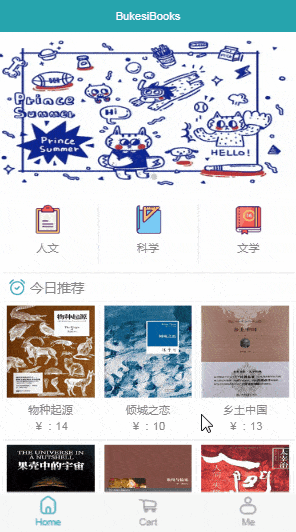 BukesiBooks
Prince
Summer
Prince
Summer
Hi
HELLO!
人文
科学
文学
今日推荐
物种起源
倾城之恋
乡土中国
¥ : 14
¥ : 10
¥ : 13
THE UNIVERSE IN
A NUTSHELL
果壳中的宇宙
Home
Cart
Me